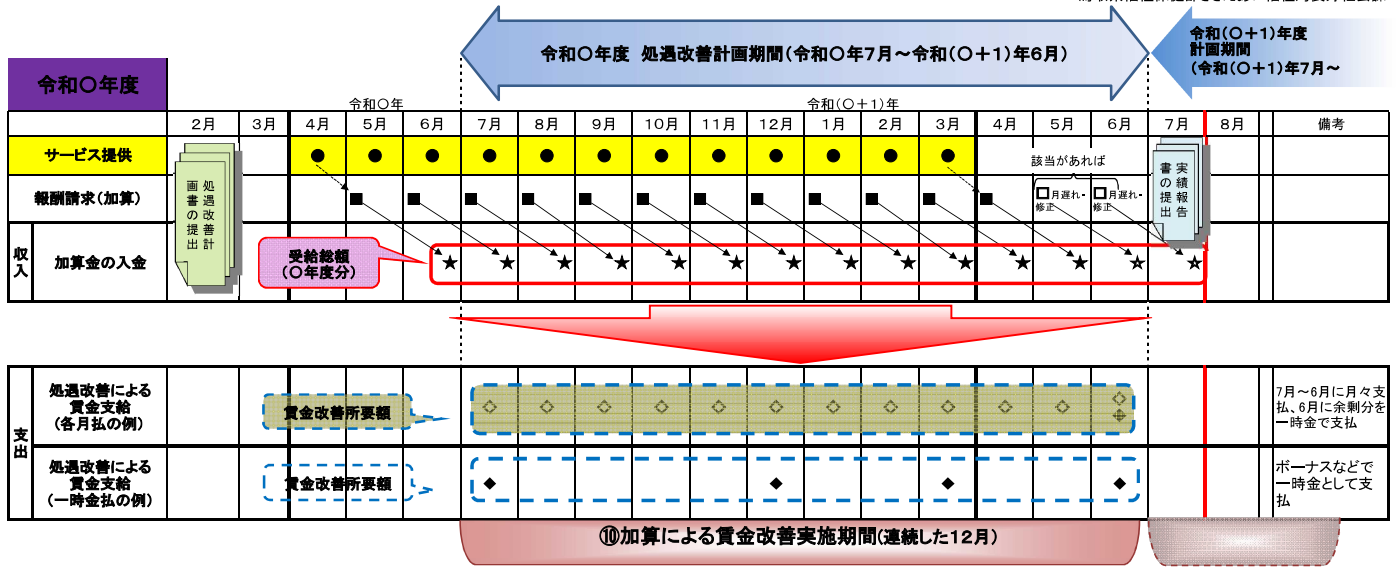 令和〇年度 処遇改善計画期間(令和〇年7月～令和(〇+1)年6月)
令和(〇+1)年度
計画期間
(令和(〇+1)年7月～
令和〇年度
令和〇年
令和(〇+1)年
2月 3月 4月 5月 6月 7月 8月 9月 10月 11月 12月 1月 2月 3月 4月 5月 6月 7月 8月 備考
サービス提供 ● ● ● ● ● ● ● ● ● ● ● ●
該当があれば
報酬請求(加算) ■ ■ ■ ■ ■ ■ ■ ■ ■ ■ ■ ■
□月遅れ・
修正
□月遅れ・
修正
処遇改善計
画書の提出
実績報告
書の提出
収入
加算金の入金 ★ ★ ★ ★ ★ ★ ★ ★ ★ ★ ★ ★ ☆ ☆
受給総額
(〇年度分)
支出
処遇改善による
賃金支給
(各月払の例)
賃金改善所要額
◇ ◇ ◇ ◇ ◇ ◇ ◇ ◇ ◇ ◇ ◇ ◇ ◆
7月～6月に月々支
払、6月に余剰分を
一時金で支払
処遇改善による
賃金支給
(一時金払の例)
賃金改善所要額
◆ ◆ ◆ ◆
ボーナスなどで
一時金として支
払
⑩加算による賃金改善実施期間(連続した12月)